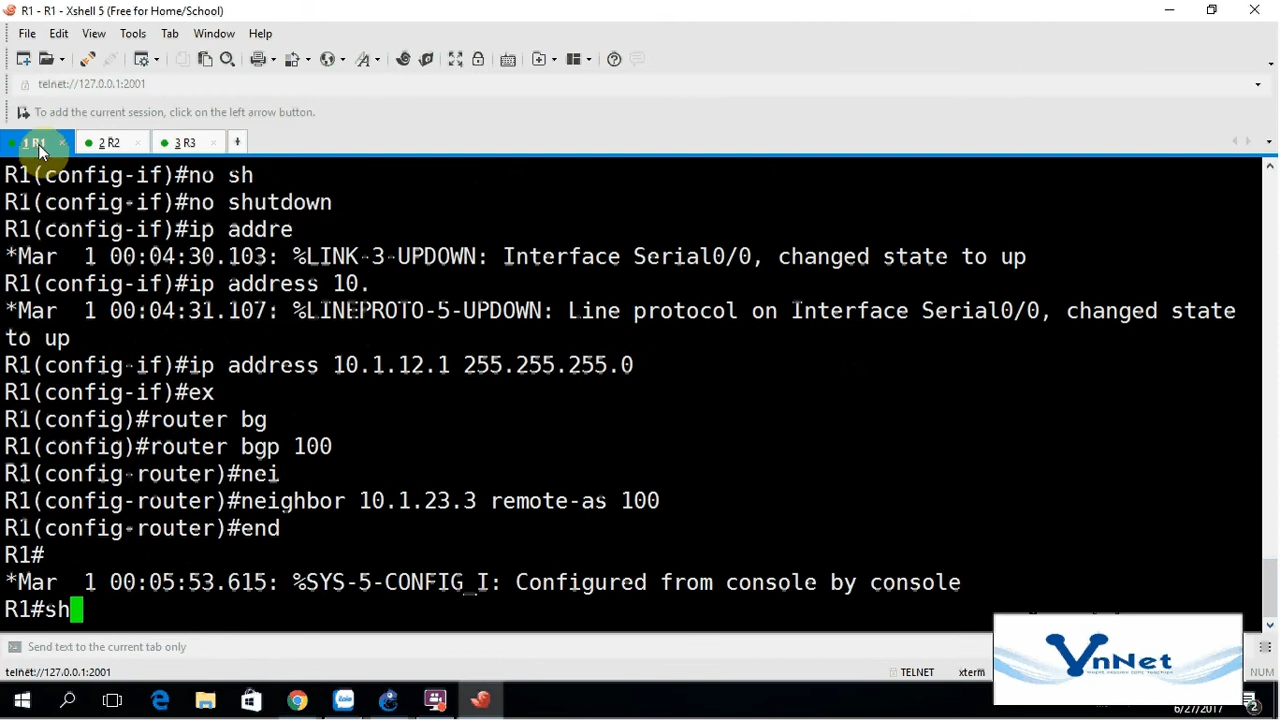 R1 - R1 - Xshell 5 (Free for Home/School)
File Edit View Tools Tab Window Help
telnet://127.0.0.1:2001
To add the current session, click on the left arrow button.
1 R1 2 R2 3 R3
R1(config-if)#no sh
R1(config-if)#no shutdown
R1(config-if)#ip addre
*Mar  1 00:04:30.103: %LINK-3-UPDOWN: Interface Serial0/0, changed state to up
R1(config-if)#ip address 10.
*Mar  1 00:04:31.107: %LINEPROTO-5-UPDOWN: Line protocol on Interface Serial0/0, changed state
to up
R1(config-if)#ip address 10.1.12.1 255.255.255.0
R1(config-if)#ex
R1(config)#router bg
R1(config)#router bgp 100
R1(config-router)#nei
R1(config-router)#neighbor 10.1.23.3 remote-as 100
R1(config-router)#end
R1#
*Mar  1 00:05:53.615: %SYS-5-CONFIG_I: Configured from console by console
R1#sh
Send text to the current tab only
telnet://127.0.0.1:2001 TELNET xterm NUM
VnNet
Zalo
6/27/2017 2